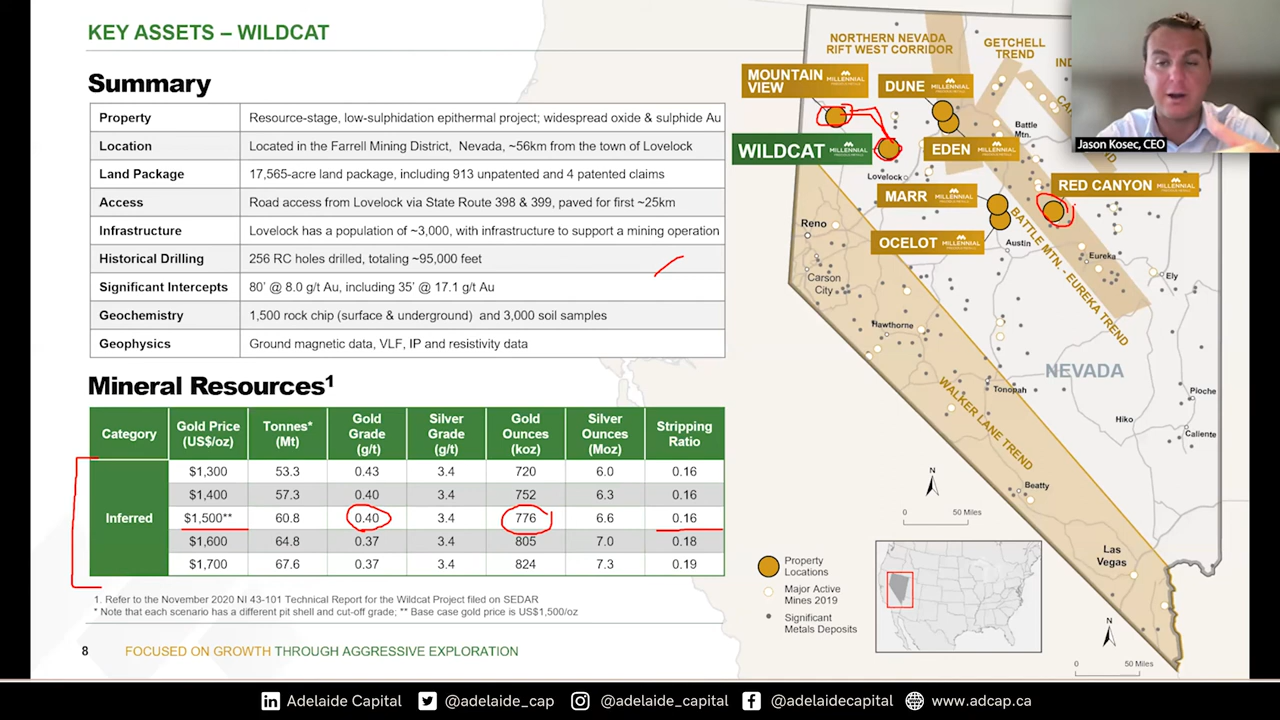 KEY ASSETS – WILDCAT
Summary
Property Resource-stage, low-sulphidation epithermal project; widespread oxide & sulphide Au
Location Located in the Farrell Mining District, Nevada, ~56km from the town of Lovelock
Land Package 17,565-acre land package, including 913 unpatented and 4 patented claims
Access Road access from Lovelock via State Route 398 & 399, paved for first ~25km
Infrastructure Lovelock has a population of ~3,000, with infrastructure to support a mining operation
Historical Drilling 256 RC holes drilled, totaling ~95,000 feet
Significant Intercepts 80' @ 8.0 g/t Au, including 35' @ 17.1 g/t Au
Geochemistry 1,500 rock chip (surface & underground) and 3,000 soil samples
Geophysics Ground magnetic data, VLF, IP and resistivity data
Mineral Resources1
Category Gold Price (US$/oz) Tonnes* (Mt) Gold Grade (g/t) Silver Grade (g/t) Gold Ounces (koz) Silver Ounces (Moz) Stripping Ratio
Inferred
$1,300 53.3 0.43 3.4 720 6.0 0.16
$1,400 57.3 0.40 3.4 752 6.3 0.16
$1,500** 60.8 0.40 3.4 776 6.6 0.16
$1,600 64.8 0.37 3.4 805 7.0 0.18
$1,700 67.6 0.37 3.4 824 7.3 0.19
1. Refer to the November 2020 NI 43-101 Technical Report for the Wildcat Project filed on SEDAR
* Note that each scenario has a different pit shell and cut-off grade; ** Base case gold price is US$1,500/oz
8 FOCUSED ON GROWTH THROUGH AGGRESSIVE EXPLORATION
NORTHERN NEVADA
RIFT WEST CORRIDOR
GETCHELL
TREND
MOUNTAIN
VIEW
MILLENNIAL
DUNE MILLENNIAL
WILDCAT MILLENNIAL
EDEN MILLENNIAL
Battle
Mtn.
Lovelock
MARR MILLENNIAL
RED CANYON MILLENNIAL
OCELOT MILLENNIAL
Reno
Austin
Carson
City
Eureka
Ely
BATTLE MTN. - EUREKA TREND
Hawthorne
NEVADA
WALKER LANE TREND
Tonopah
Pioche
Hiko
Caliente
Beatty
N
0 50 Miles
Las
Vegas
Property
Locations
Major Active
Mines 2019
Significant
Metals Deposits
N
0 50 Miles
Jason Kosec, CEO
Adelaide Capital @adelaide_cap @adelaide_capital @adelaidecapital www.adcap.ca